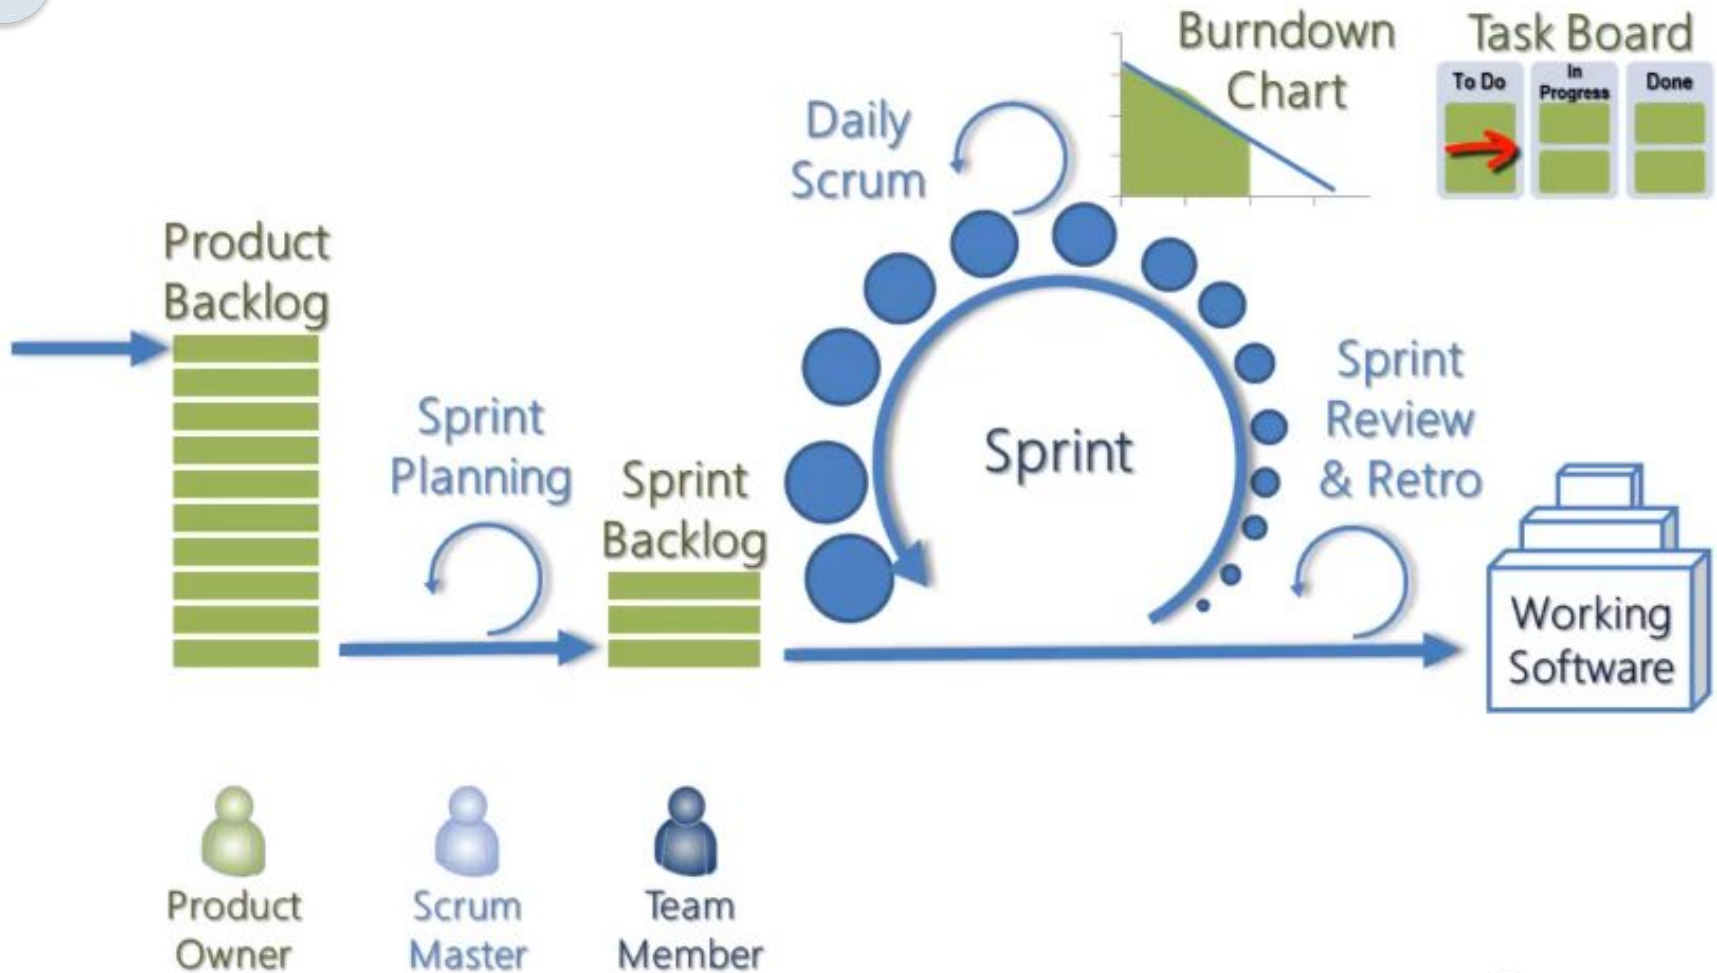 Burndown
Chart
Task Board
To Do
In
Progress
Done
Daily
Scrum
Product
Backlog
Sprint
Planning
Sprint
Backlog
Sprint
Sprint
Review
& Retro
Working
Software
Product
Owner
Scrum
Master
Team
Member